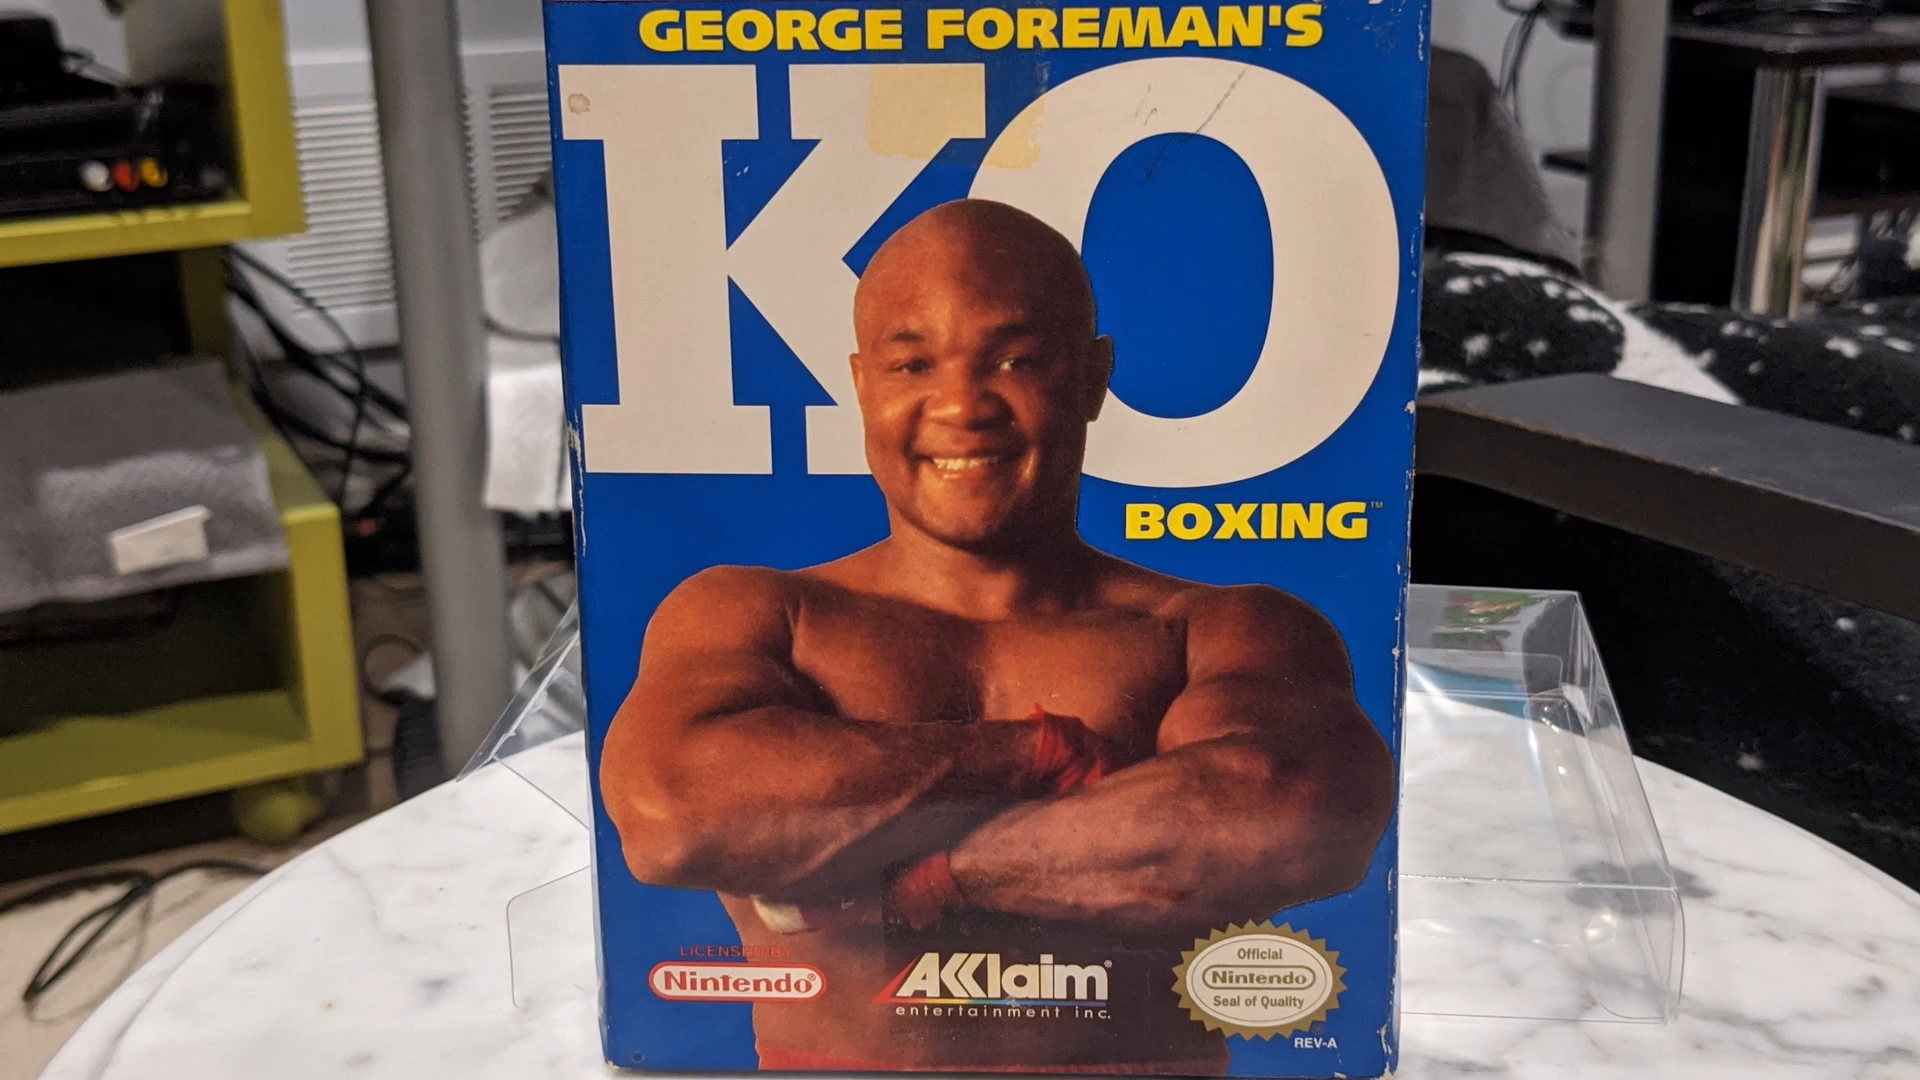 GEORGE FOREMAN'S
KO
BOXING™
LICENSED BY
Nintendo®
AKKlaim®
entertainment inc.
Official
Nintendo
Seal of Quality
REV-A